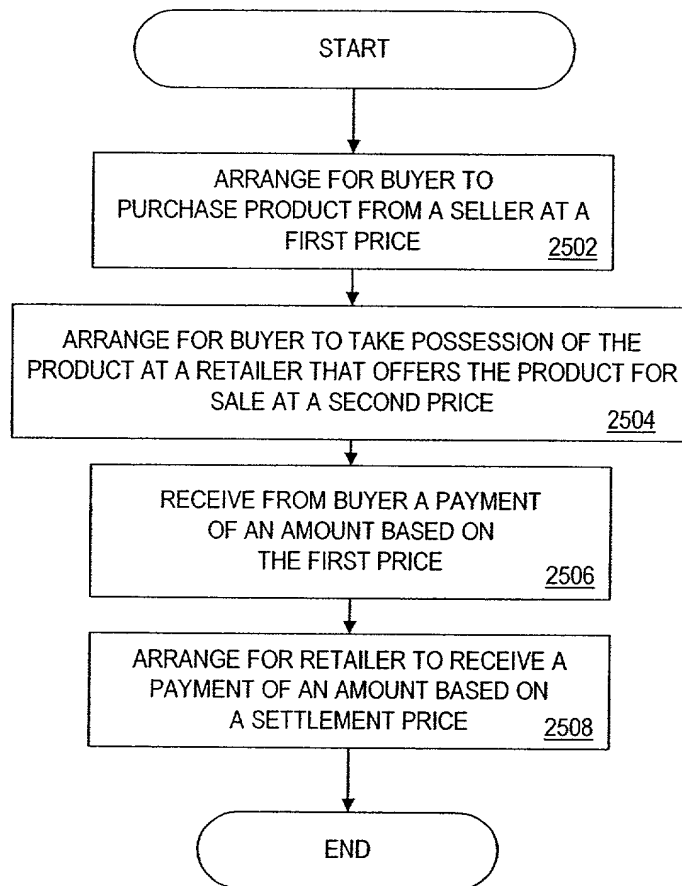 START
ARRANGE FOR BUYER TO
PURCHASE PRODUCT FROM A SELLER AT A
FIRST PRICE
2502
ARRANGE FOR BUYER TO TAKE POSSESSION OF THE
PRODUCT AT A RETAILER THAT OFFERS THE PRODUCT FOR
SALE AT A SECOND PRICE
2504
RECEIVE FROM BUYER A PAYMENT
OF AN AMOUNT BASED ON
THE FIRST PRICE
2506
ARRANGE FOR RETAILER TO RECEIVE A
PAYMENT OF AN AMOUNT BASED ON
A SETTLEMENT PRICE
2508
END